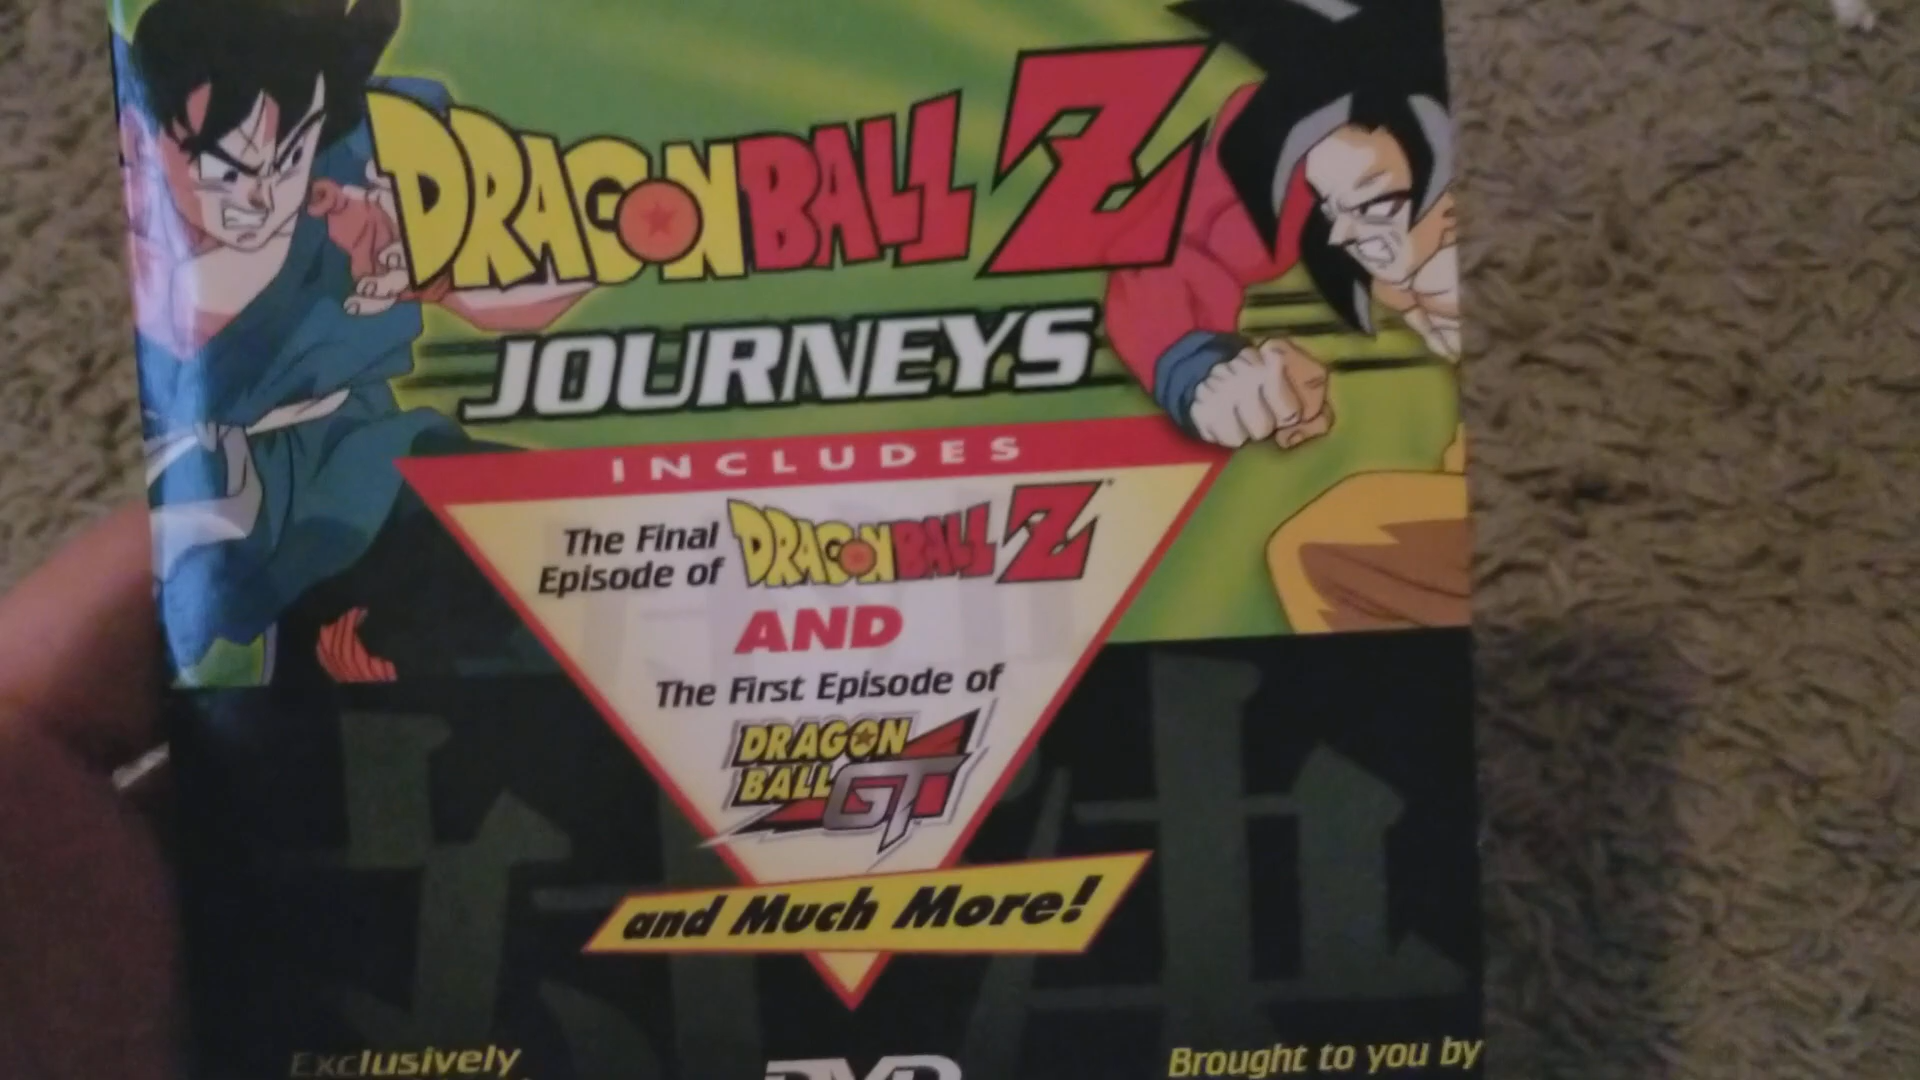 DRAGON BALL Z
JOURNEYS
INCLUDES
The Final
Episode of
DRAGON BALL Z
AND
The First Episode of
DRAGON
BALL GT
and Much More!
Exclusively
DVD
Brought to you by